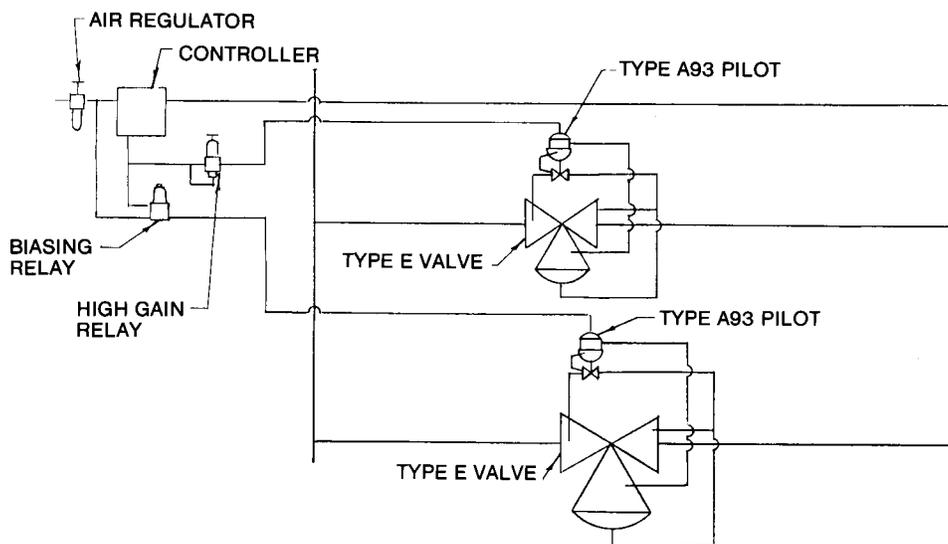 AIR REGULATOR
CONTROLLER
TYPE A93 PILOT
BIASING
RELAY
TYPE E VALVE
HIGH GAIN
RELAY
TYPE A93 PILOT
TYPE E VALVE